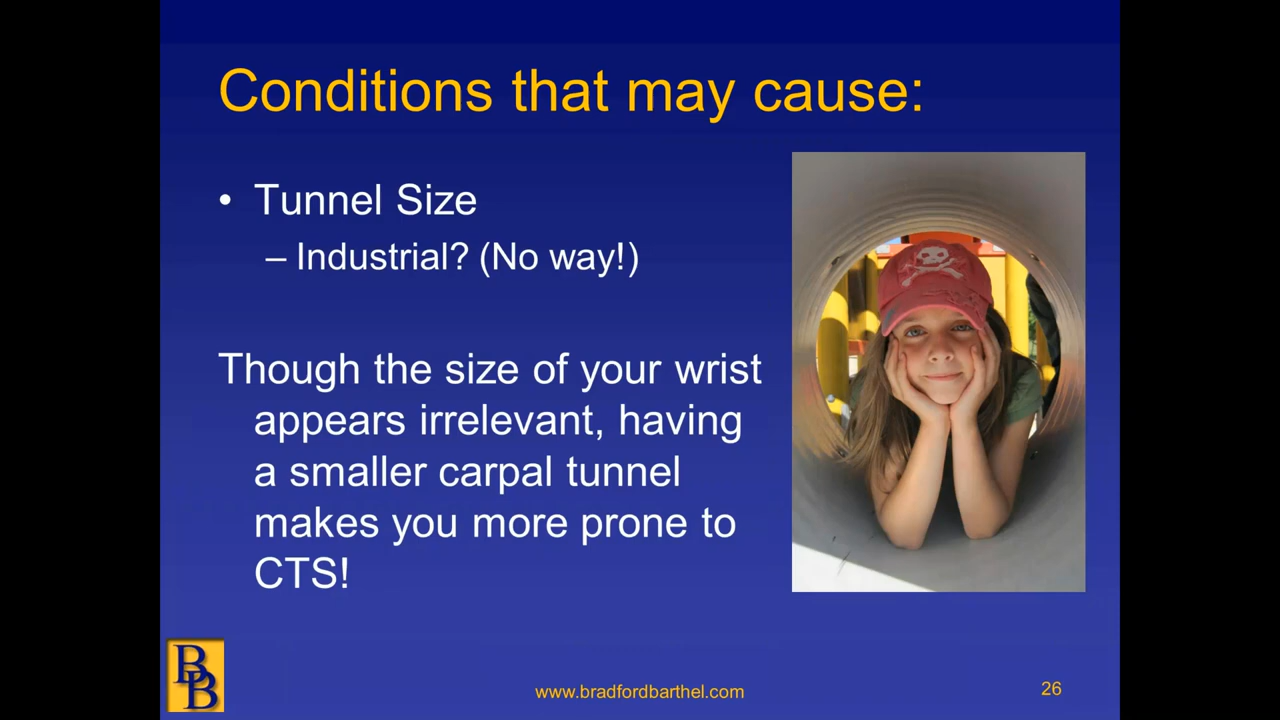 Conditions that may cause:
• Tunnel Size
– Industrial? (No way!)
Though the size of your wrist
appears irrelevant, having
a smaller carpal tunnel
makes you more prone to
CTS!
BB
www.bradfordbarthel.com
26